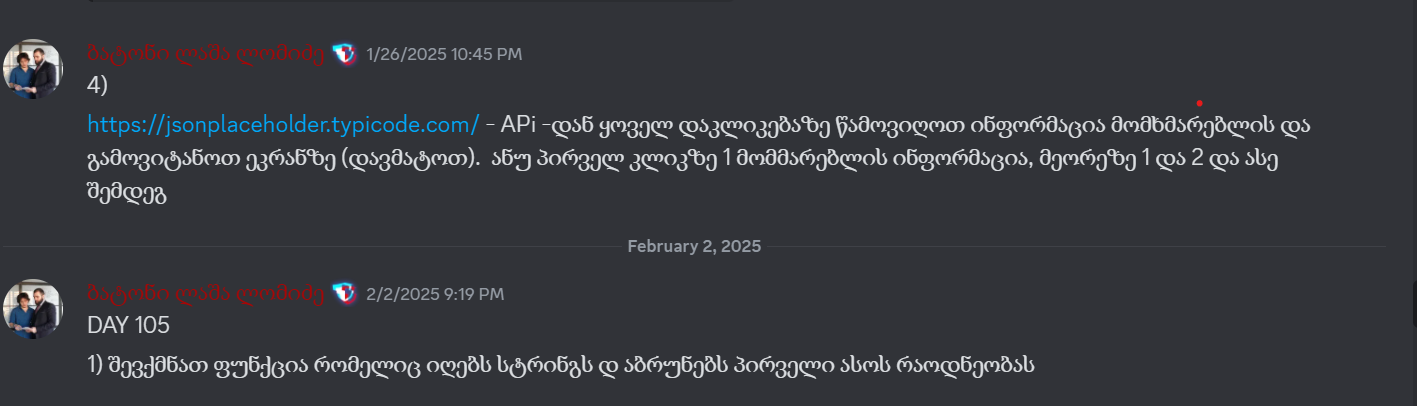 ბატონი ლაშა ლომიძე 1/26/2025 10:45 PM
4)
https://jsonplaceholder.typicode.com/ - APi -დან ყოველ დაკლიკებაზე წამოვიღოთ ინფორმაცია მომხმარებლის და
გამოვიტანოთ ეკრანზე (დავმატოთ). ანუ პირველ კლიკზე 1 მომმარებლის ინფორმაცია, მეორეზე 1 და 2 და ასე
შემდეგ
February 2, 2025
ბატონი ლაშა ლომიძე 2/2/2025 9:19 PM
DAY 105
1) შევქმნათ ფუნქცია რომელიც იღებს სტრინგს დ აბრუნებს პირველი ასოს რაოდნეობას